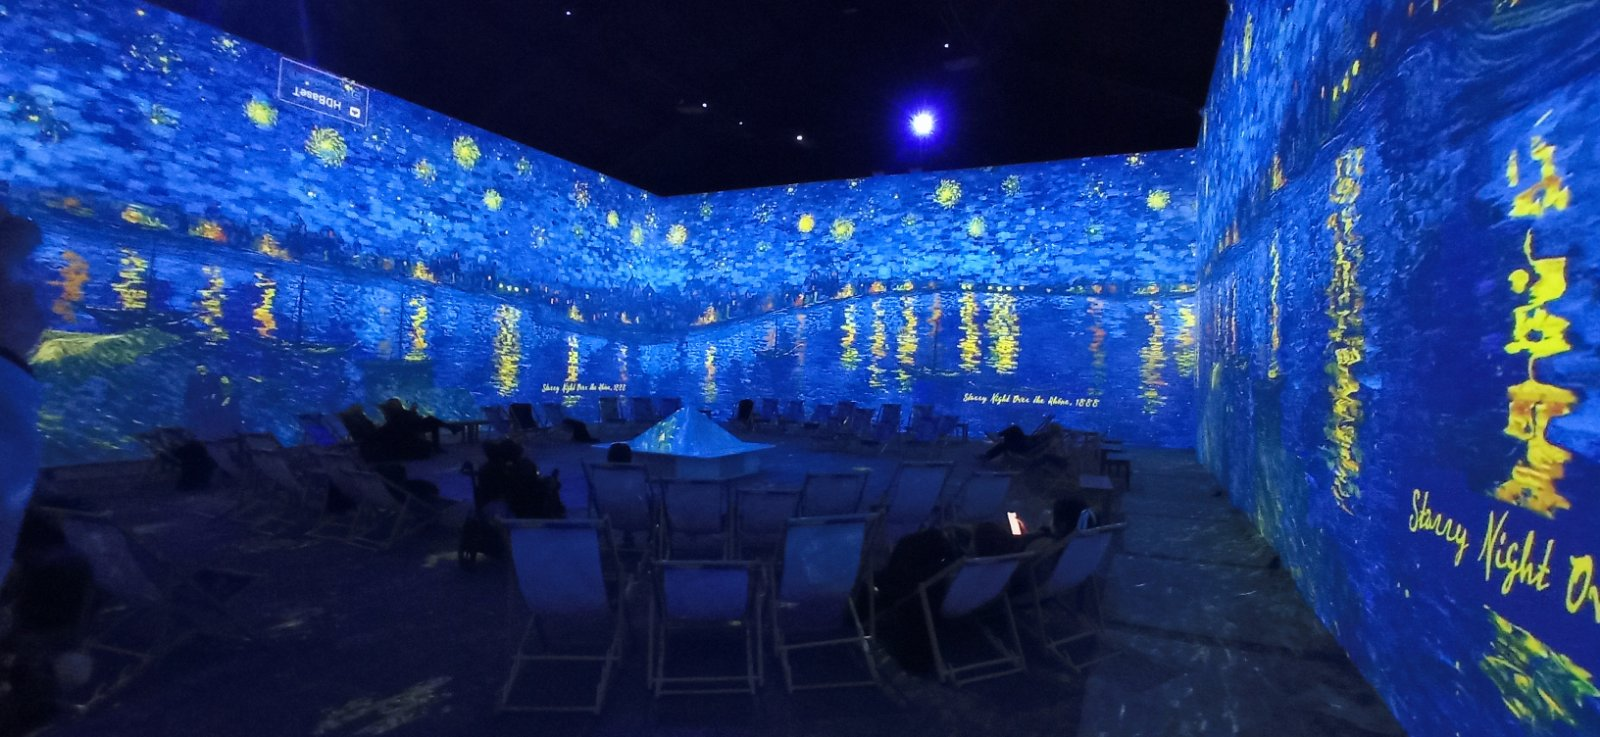 HDBaseT
Starry Night Over the Rhône, 1888
Starry Night Over the Rhône, 1888
Starry Night Ov